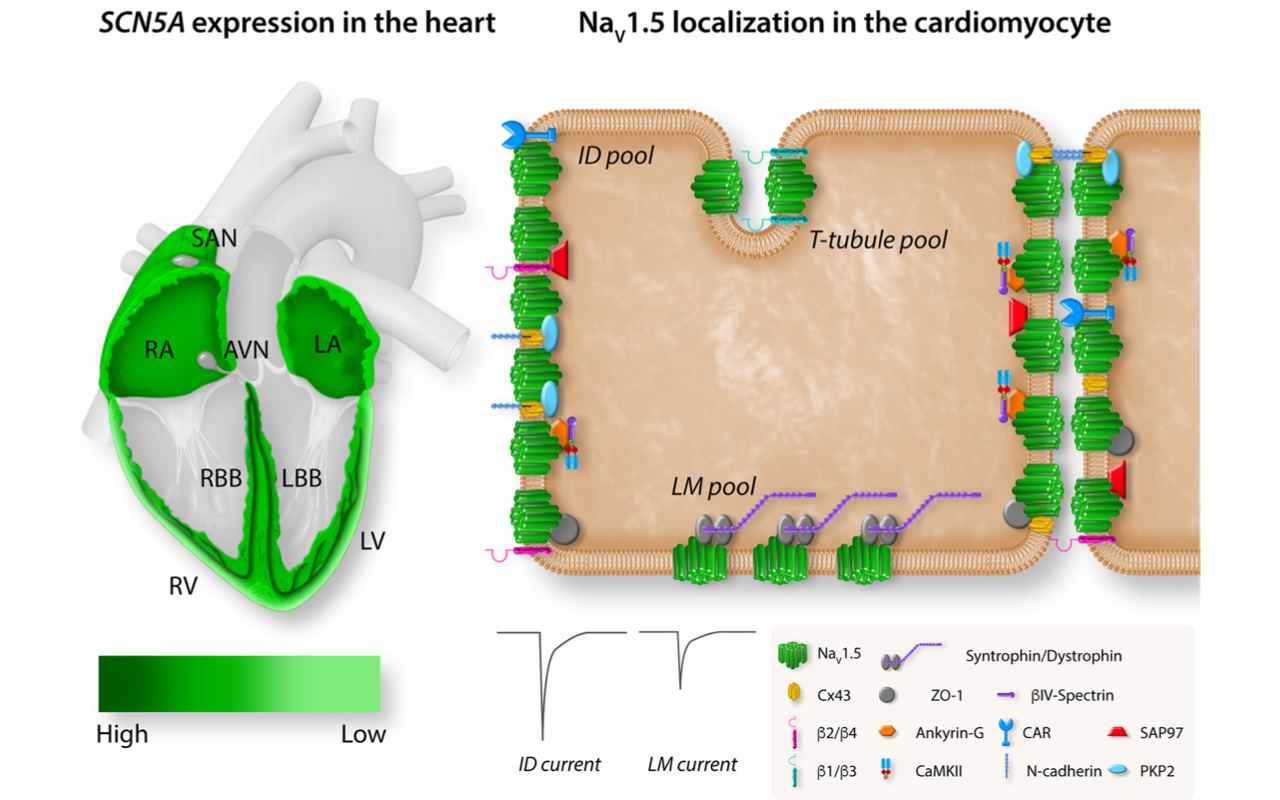 SCN5A expression in the heart
Nav1.5 localization in the cardiomyocyte
ID pool
T-tubule pool
LM pool
SAN
RA
AVN
LA
RBB
LBB
LV
RV
High
Low
ID current
LM current
Nav1.5
Syntrophin/Dystrophin
Cx43
ZO-1
βIV-Spectrin
β2/β4
Ankyrin-G
CAR
SAP97
β1/β3
CaMKII
N-cadherin
PKP2